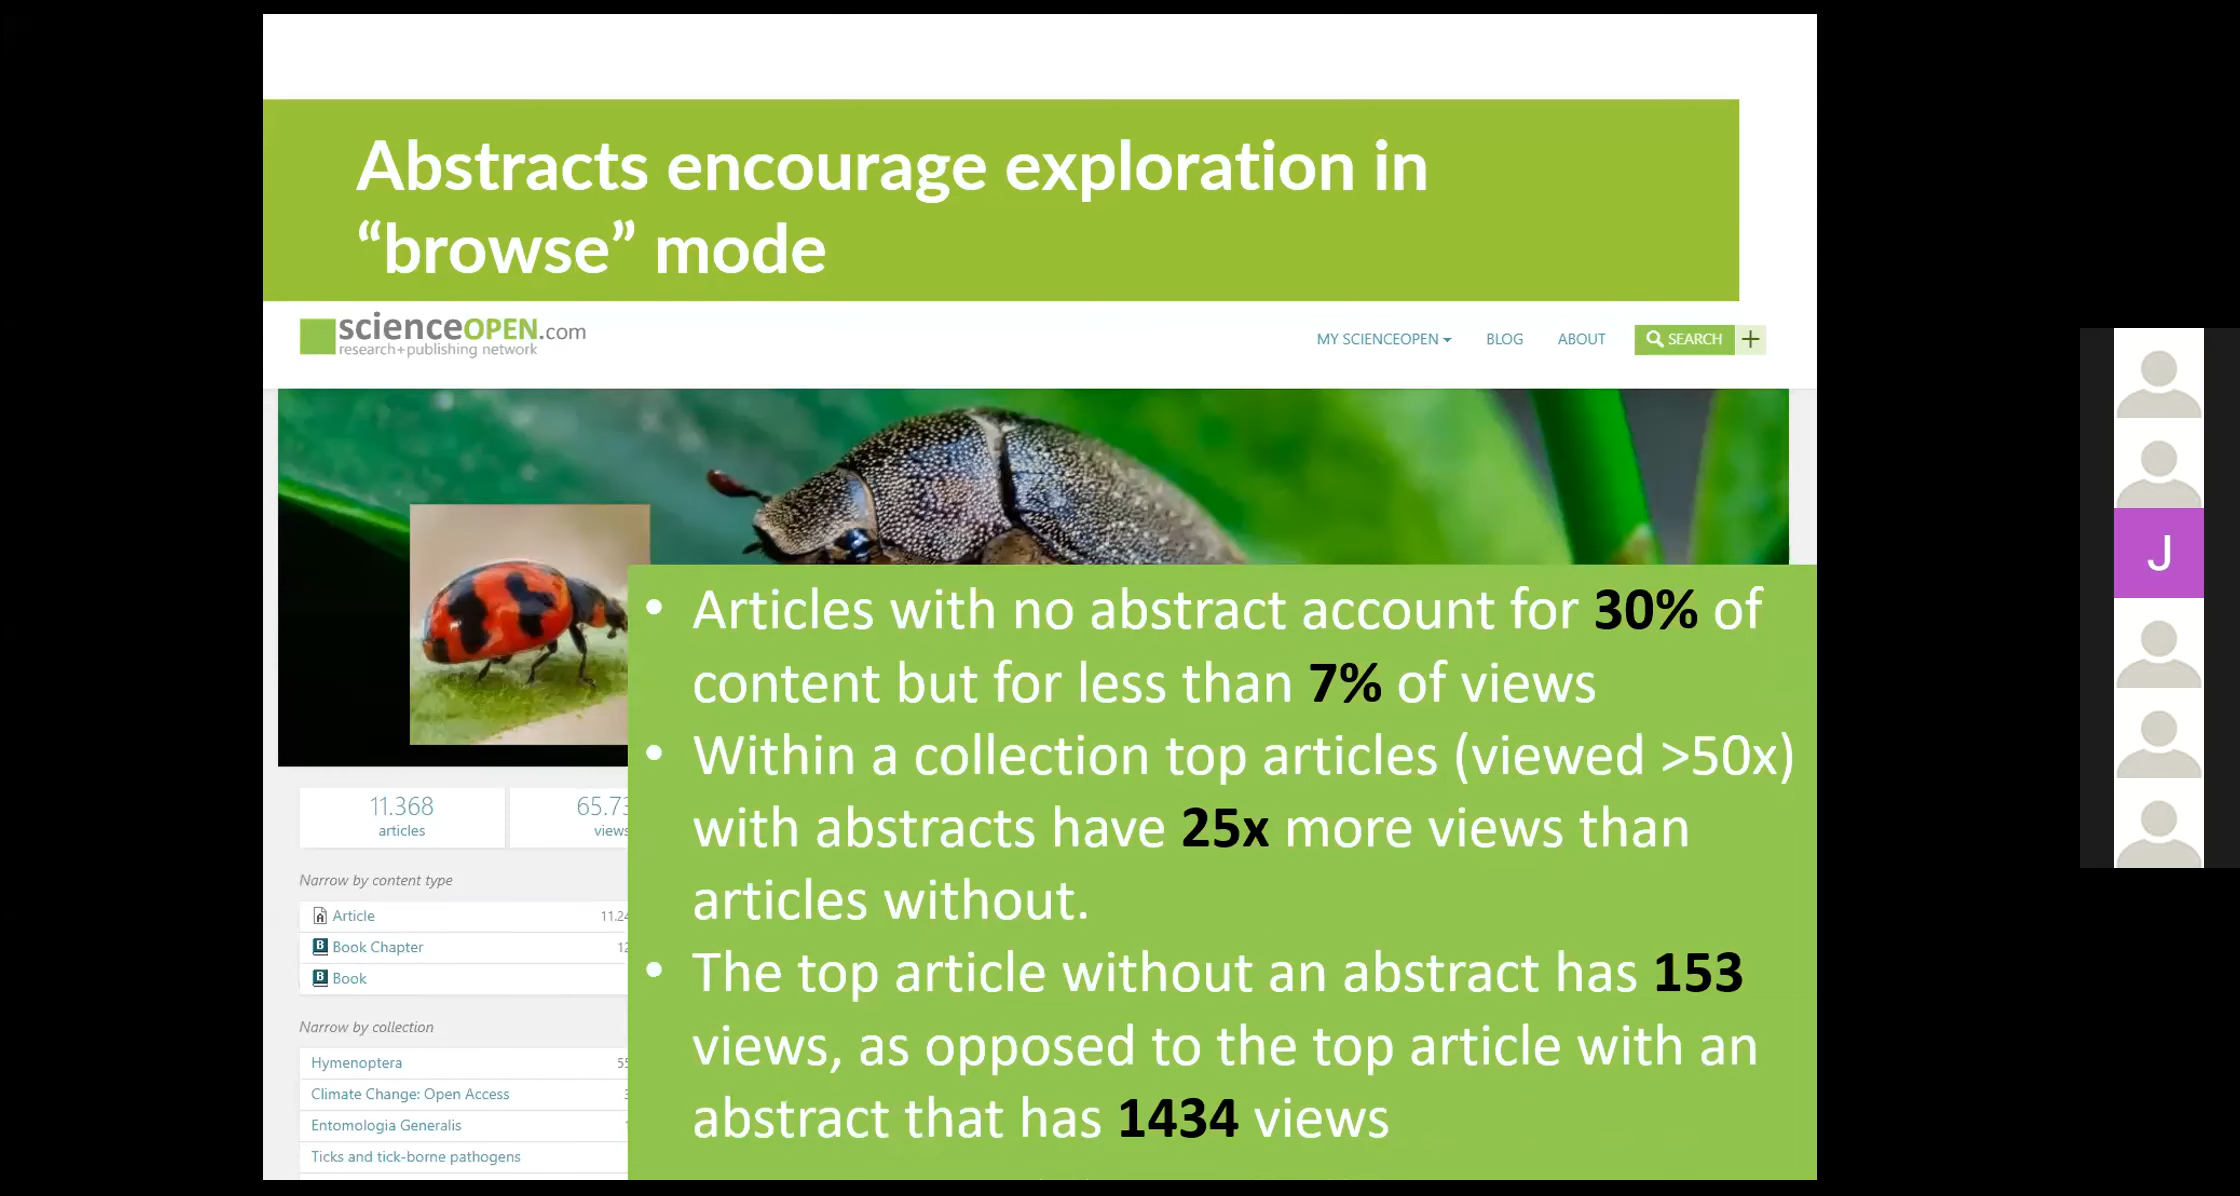 Abstracts encourage exploration in
“browse” mode
scienceOPEN.com
research+publishing network
MY SCIENCEOPEN
BLOG
ABOUT
SEARCH
+
J
• Articles with no abstract account for 30% of
content but for less than 7% of views
• Within a collection top articles (viewed >50x)
with abstracts have 25x more views than
articles without.
• The top article without an abstract has 153
views, as opposed to the top article with an
abstract that has 1434 views
11.368
articles
views
Narrow by content type
Article
Book Chapter
Book
Narrow by collection
Hymenoptera
Climate Change: Open Access
Entomologia Generalis
Ticks and tick-borne pathogens